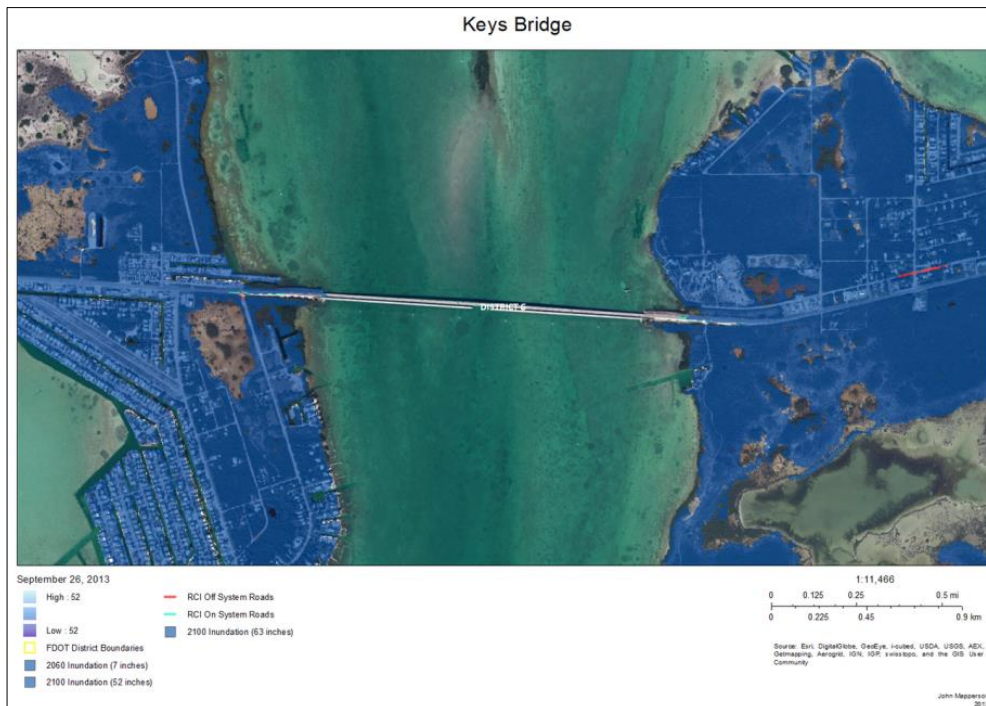 Keys Bridge
DISTRICT 6
September 26, 2013
High : 52
Low : 52
FDOT District Boundaries
2060 Inundation (7 inches)
2100 Inundation (52 inches)
RCI Off System Roads
RCI On System Roads
2100 Inundation (63 inches)
1:11,466
0 0.125 0.25 0.5 mi
0 0.225 0.45 0.9 km
Source: Esri, DigitalGlobe, GeoEye, i-cubed, USDA, USGS, AEX,
Getmapping, Aerogrid, IGN, IGP, swisstopo, and the GIS User
Community
John Mapperson